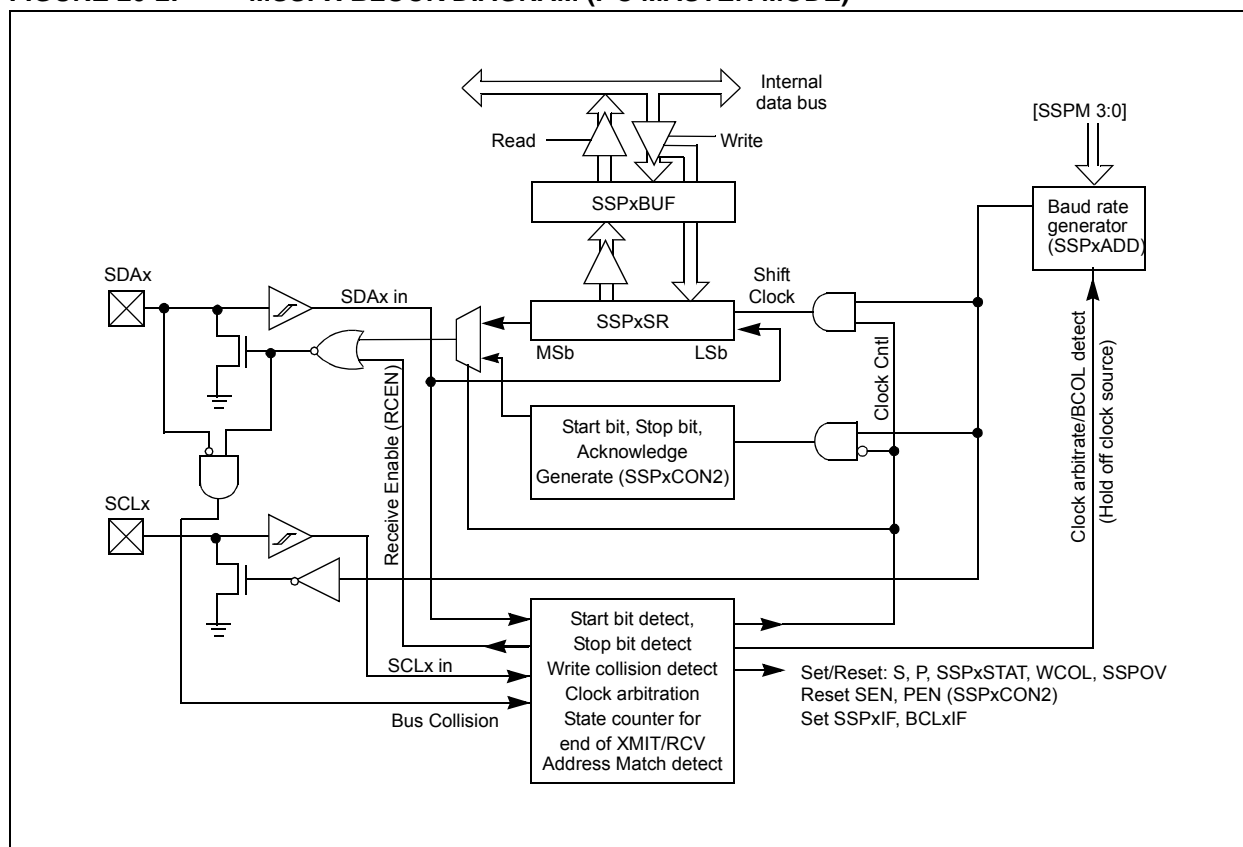 Internal
data bus
[SSPM 3:0]
Read
Write
SSPxBUF
Baud rate
generator
(SSPxADD)
SDAx
SDAx in
Shift
Clock
SSPxSR
MSb
LSb
Start bit, Stop bit,
Acknowledge
Generate (SSPxCON2)
Receive Enable (RCEN)
Clock Cntl
Clock arbitrate/BCOL detect
(Hold off clock source)
SCLx
SCLx in
Bus Collision
Start bit detect,
Stop bit detect
Write collision detect
Clock arbitration
State counter for
end of XMIT/RCV
Address Match detect
Set/Reset: S, P, SSPxSTAT, WCOL, SSPOV
Reset SEN, PEN (SSPxCON2)
Set SSPxIF, BCLxIF